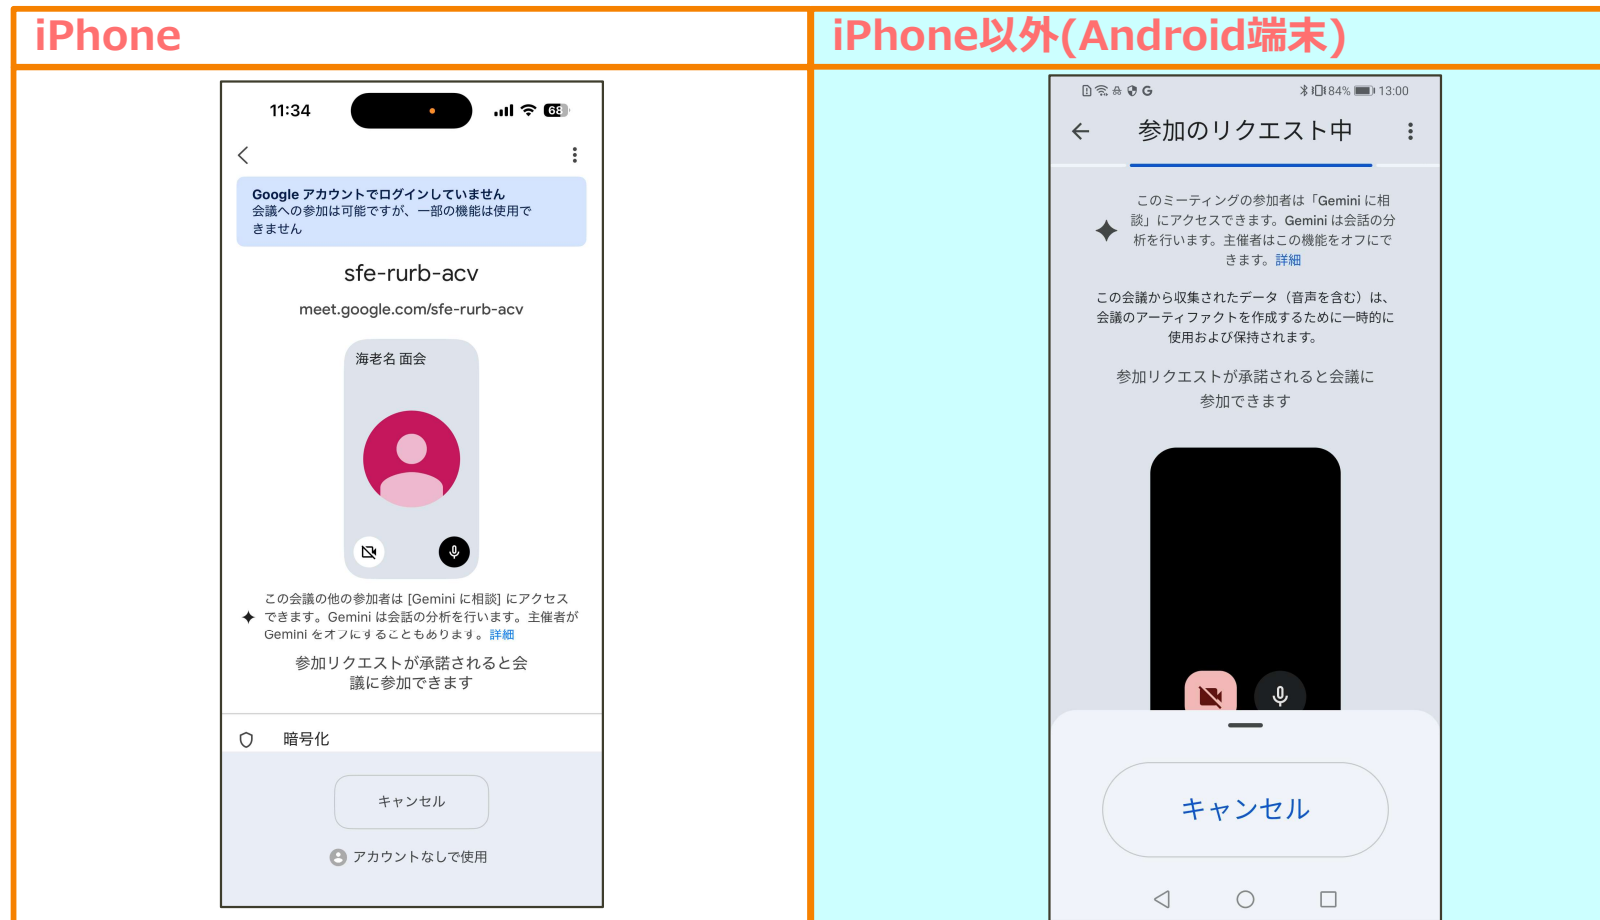 iPhone
11:34
68
Google アカウントでログインしていません
会議への参加は可能ですが、一部の機能は使用で
きません
sfe-rurb-acv
meet.google.com/sfe-rurb-acv
海老名 面会
この会議の他の参加者は [Gemini に相談] にアクセス
できます。Gemini は会話の分析を行います。主催者が
Gemini をオフにすることもあります。詳細
参加リクエストが承諾されると会
議に参加できます
暗号化
キャンセル
アカウントなしで使用
iPhone以外(Android端末)
G
84% 13:00
参加のリクエスト中
このミーティングの参加者は「Gemini に相
談」にアクセスできます。Gemini は会話の分
析を行います。主催者はこの機能をオフにで
きます。詳細
この会議から収集されたデータ（音声を含む）は、
会議のアーティファクトを作成するために一時的に
使用および保持されます。
参加リクエストが承諾されると会議に
参加できます
キャンセル